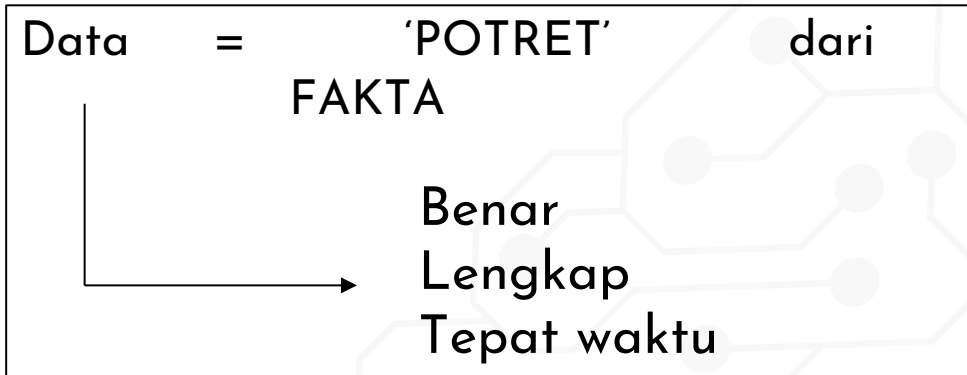 Data = ‘POTRET’ dari
FAKTA
Benar
Lengkap
Tepat waktu